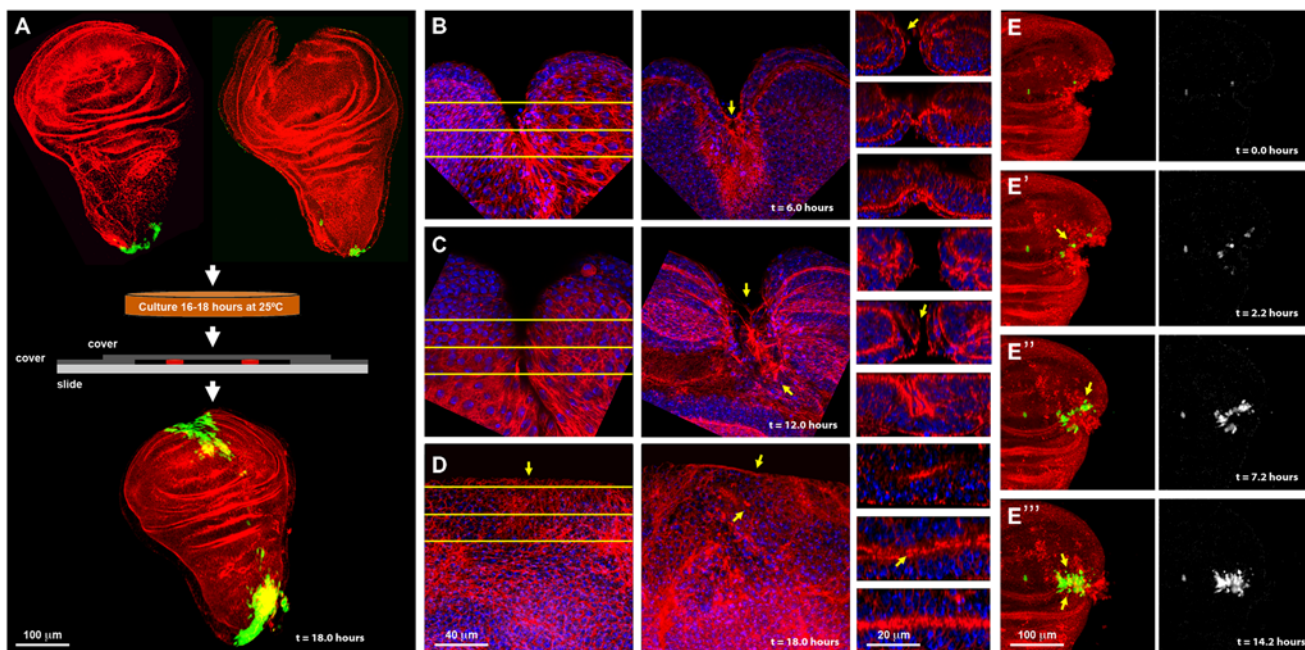 A
Culture 16-18 hours at 25ºC
cover
cover
slide
100 μm
t = 18.0 hours
B
t = 6.0 hours
C
t = 12.0 hours
D
40 μm
t = 18.0 hours
20 μm
E
t = 0.0 hours
E'
t = 2.2 hours
E''
t = 7.2 hours
E'''
100 μm
t = 14.2 hours